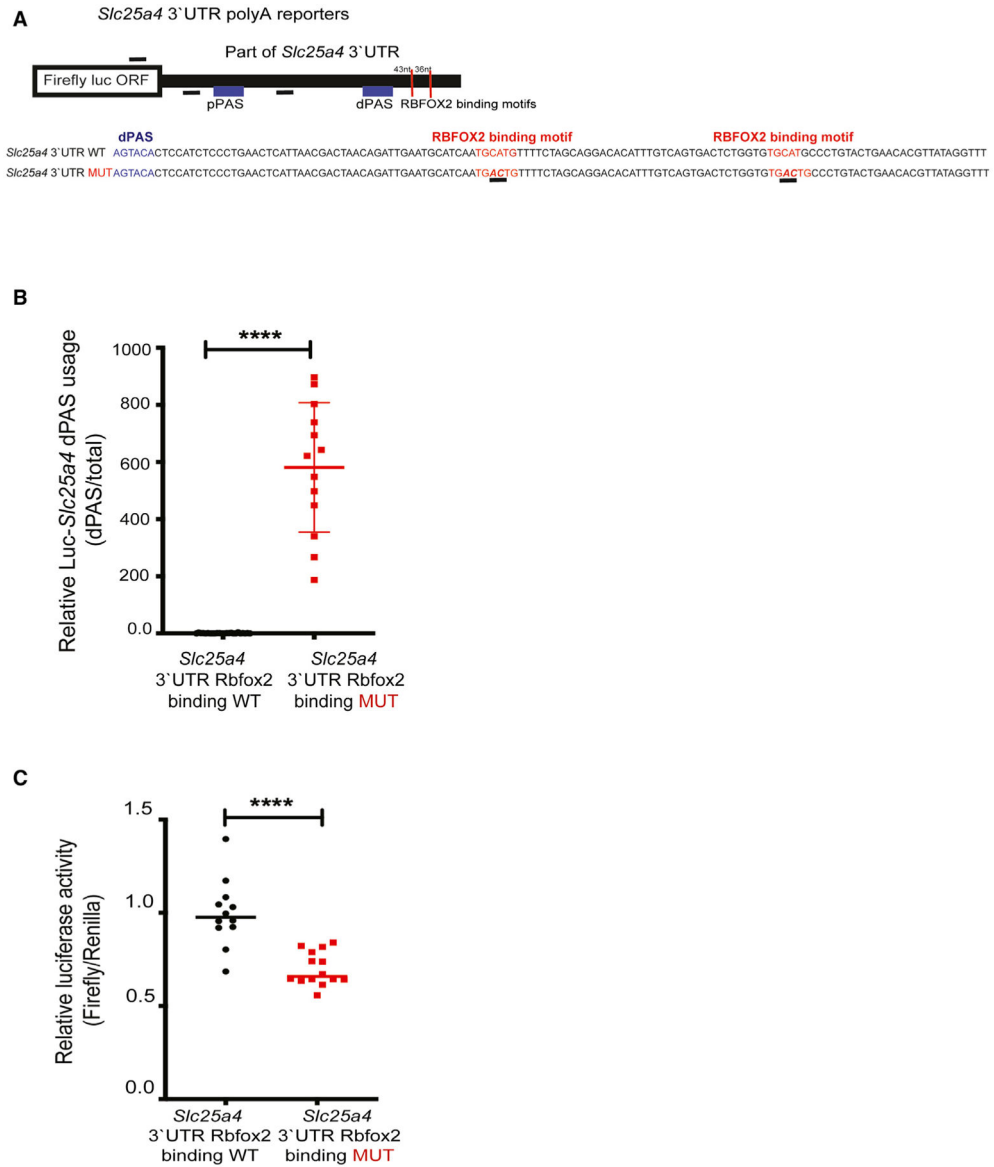 A
Slc25a4 3`UTR polyA reporters
Part of Slc25a4 3`UTR
Firefly luc ORF
43nt 36nt
pPAS
dPAS
RBFOX2 binding motifs
dPAS
RBFOX2 binding motif
RBFOX2 binding motif
Slc25a4 3`UTR WT AGTACACTCCATCTCCCTGAACTCATTAACGACTAACAGATTGAATGCATCAATGCATGTTTTCTAGCAGGACACATTTGTCAGTGACTCTGGTGTGCATGCCCTGTACTGAACACGTTATAGGTTT
Slc25a4 3`UTR MUT AGTACACTCCATCTCCCTGAACTCATTAACGACTAACAGATTGAATGCATCAATGACTGTTTTCTAGCAGGACACATTTGTCAGTGACTCTGGTGTGACTGCCCTGTACTGAACACGTTATAGGTTT
B
Relative Luc-Slc25a4 dPAS usage
(dPAS/total)
****
1000
800
600
400
200
0.0
Slc25a4
3`UTR Rbfox2
binding WT
Slc25a4
3`UTR Rbfox2
binding MUT
C
Relative luciferase activity
(Firefly/Renilla)
****
1.5
1.0
0.5
0.0
Slc25a4
3`UTR Rbfox2
binding WT
Slc25a4
3`UTR Rbfox2
binding MUT